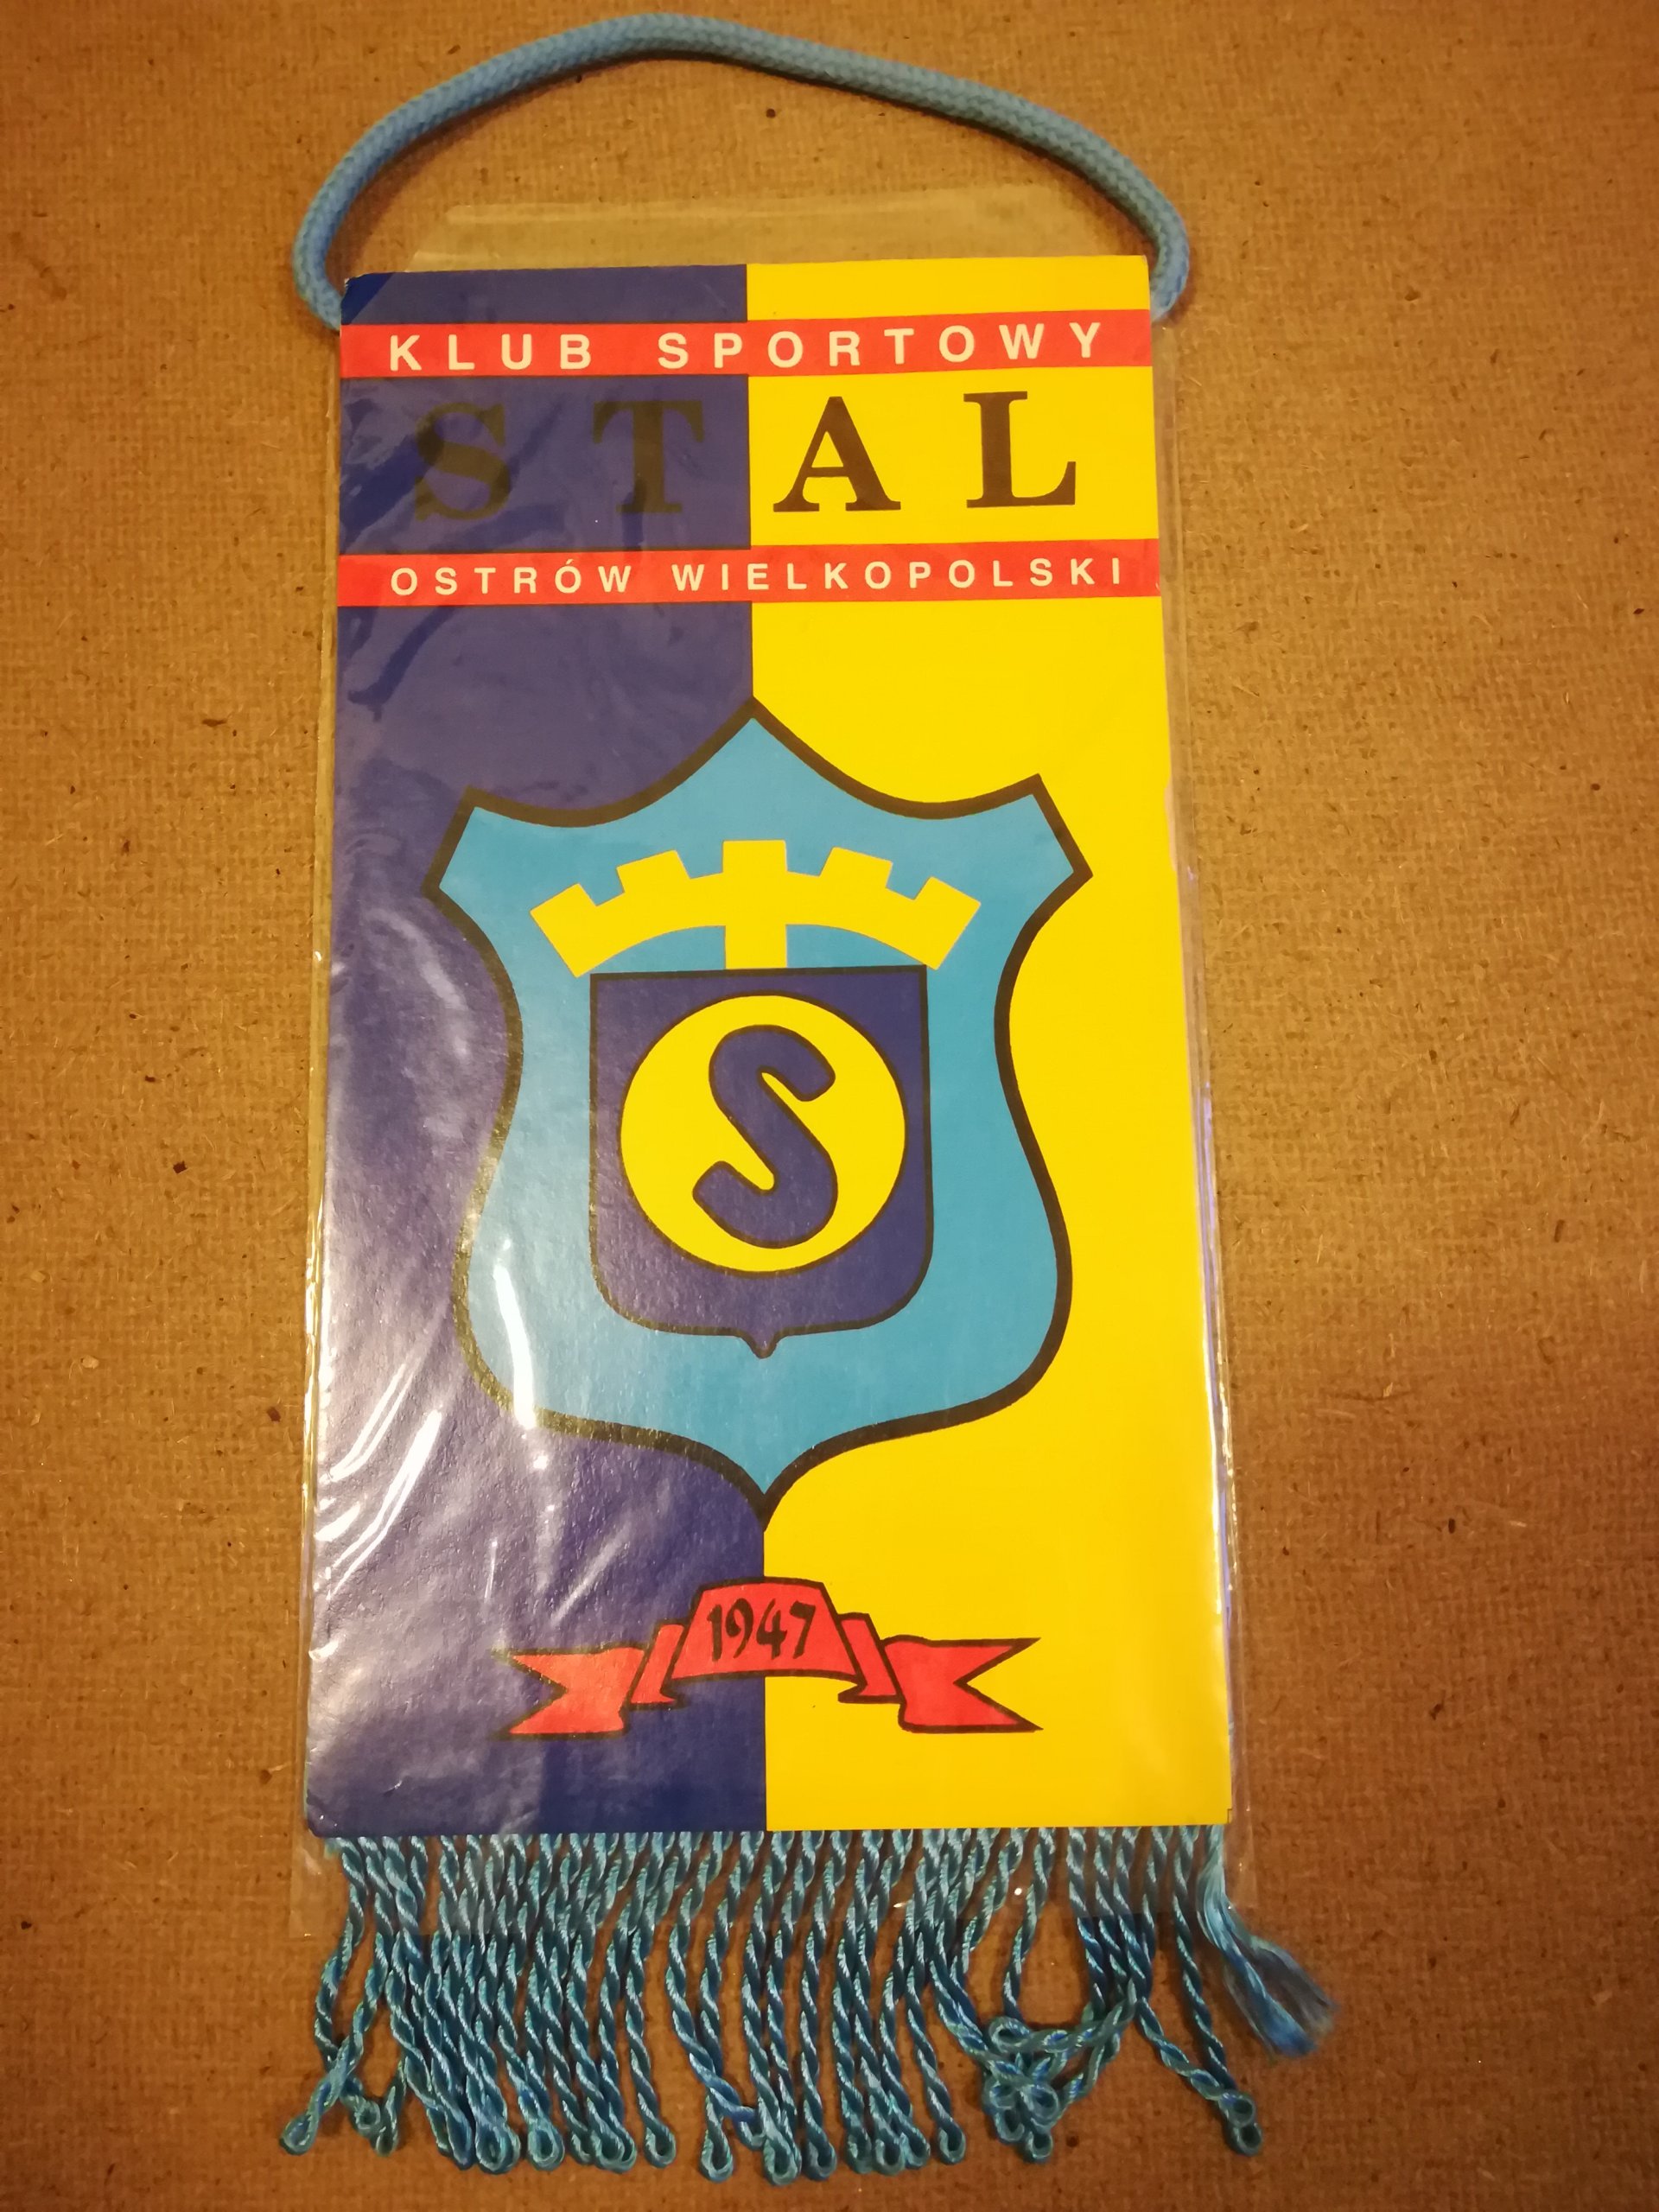 KLUB SPORTOWY
STAL
OSTRÓW WIELKOPOLSKI
S
1947